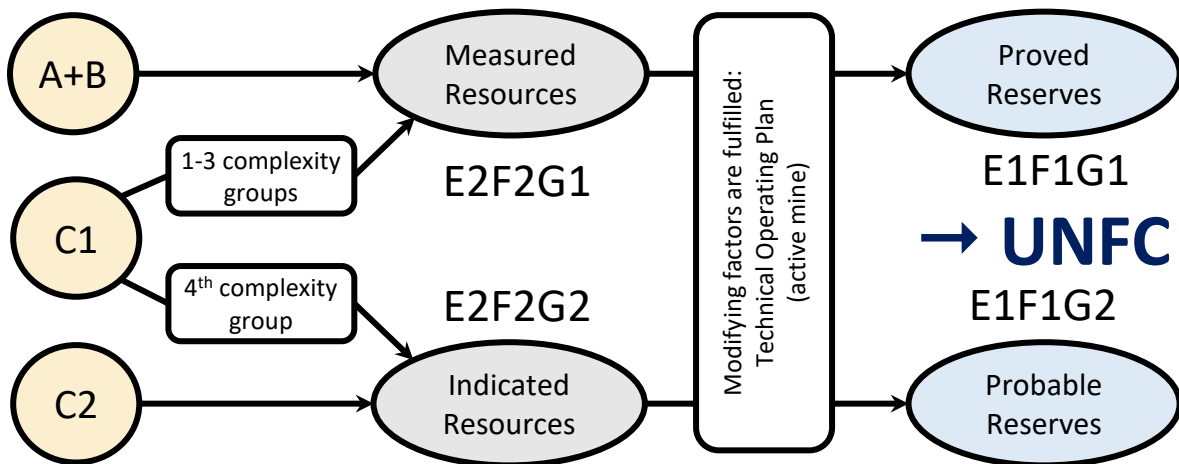 A+B
Measured
Resources
Proved
Reserves
1-3 complexity
groups
E2F2G1
E1F1G1
C1
→ UNFC
4th complexity
group
E2F2G2
E1F1G2
C2
Indicated
Resources
Modifying factors are fulfilled:
Technical Operating Plan
(active mine)
Probable
Reserves